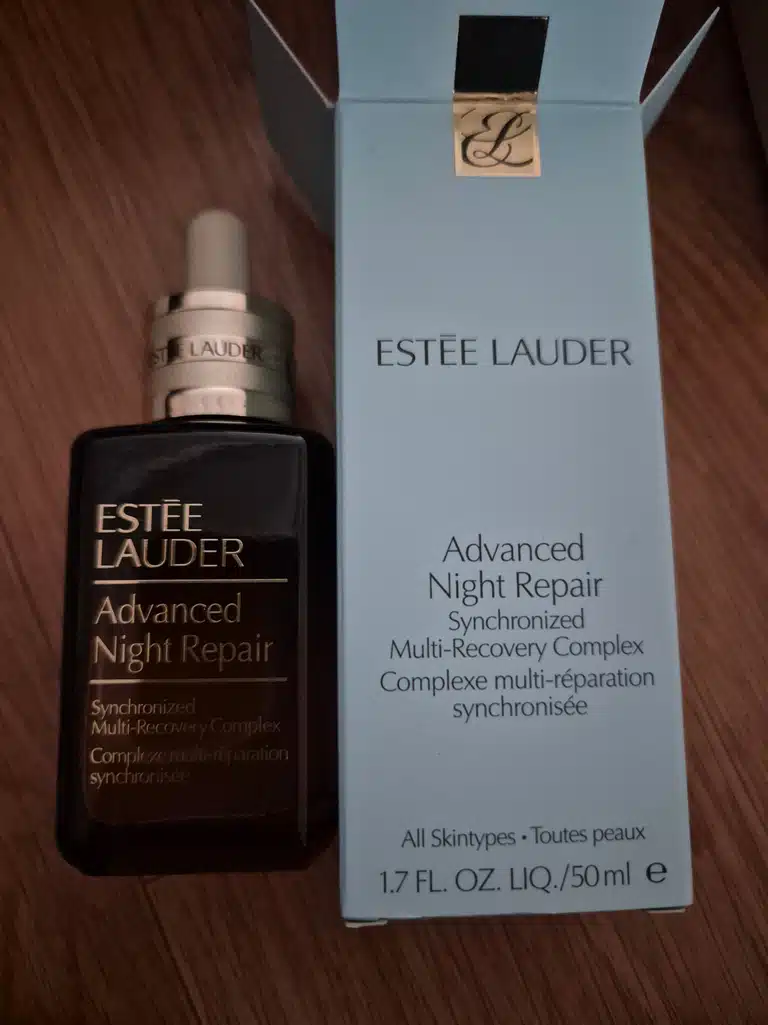 ESTĒE LAUDER
ESTĒE
LAUDER
Advanced
Night Repair
Synchronized
Multi-Recovery Complex
Complexe multi-réparation
synchronisée
EL
ESTĒE LAUDER
Advanced
Night Repair
Synchronized
Multi-Recovery Complex
Complexe multi-réparation
synchronisée
All Skintypes • Toutes peaux
1.7 FL. OZ. LIQ./50 ml e